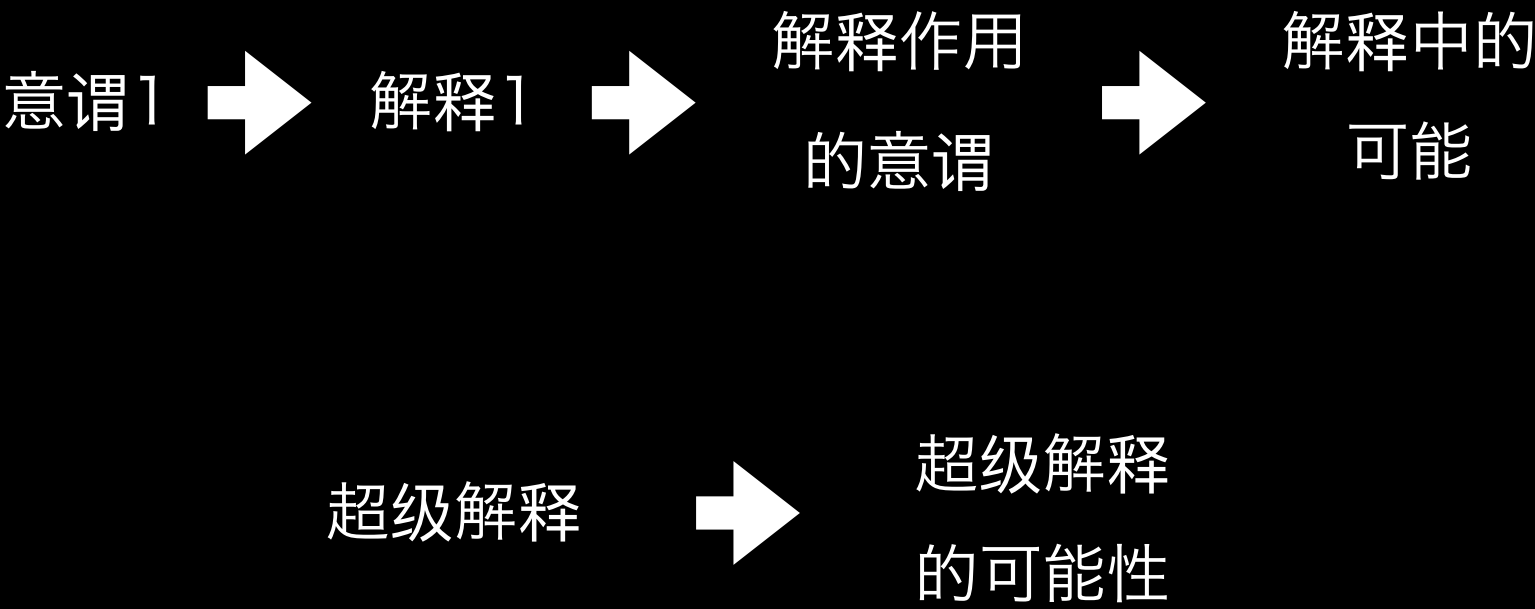 意谓1
解释1
解释作用
的意谓
解释中的
可能
超级解释
超级解释
的可能性